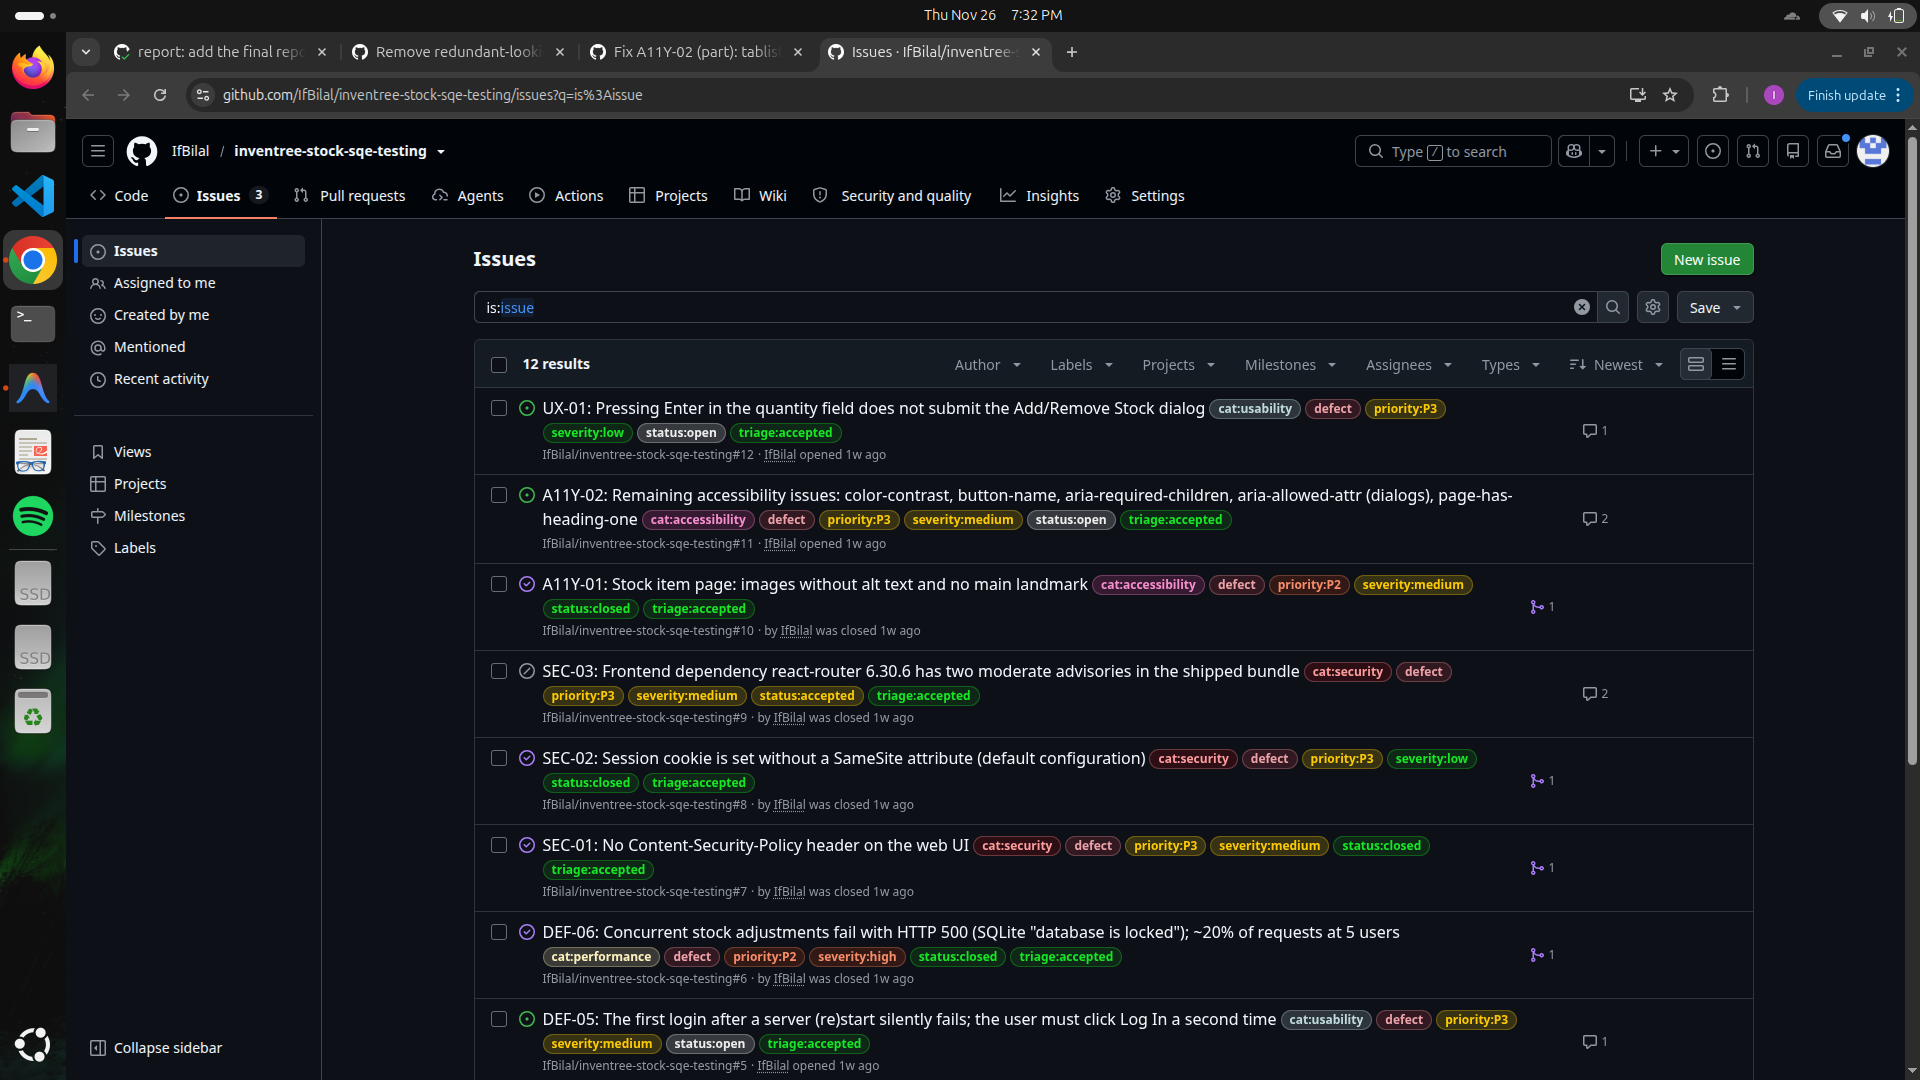 Thu Nov 26 7:32 PM
report: add the final repo
Remove redundant-looki
Fix A11Y-02 (part): tablis
Issues · IfBilal/inventree-s
github.com/IfBilal/inventree-stock-sqe-testing/issues?q=is%3Aissue
I
Finish update
IfBilal / inventree-stock-sqe-testing
Type / to search
Code
Issues 3
Pull requests
Agents
Actions
Projects
Wiki
Security and quality
Insights
Settings
Issues
Assigned to me
Created by me
Mentioned
Recent activity
Views
Projects
Milestones
Labels
Collapse sidebar
Issues
New issue
is:issue
Save
12 results
Author Labels Projects Milestones Assignees Types Newest
UX-01: Pressing Enter in the quantity field does not submit the Add/Remove Stock dialog cat:usability defect priority:P3
severity:low status:open triage:accepted
1
IfBilal/inventree-stock-sqe-testing#12 · IfBilal opened 1w ago
A11Y-02: Remaining accessibility issues: color-contrast, button-name, aria-required-children, aria-allowed-attr (dialogs), page-has-
heading-one cat:accessibility defect priority:P3 severity:medium status:open triage:accepted
2
IfBilal/inventree-stock-sqe-testing#11 · IfBilal opened 1w ago
A11Y-01: Stock item page: images without alt text and no main landmark cat:accessibility defect priority:P2 severity:medium
status:closed triage:accepted
1
IfBilal/inventree-stock-sqe-testing#10 · by IfBilal was closed 1w ago
SEC-03: Frontend dependency react-router 6.30.6 has two moderate advisories in the shipped bundle cat:security defect
priority:P3 severity:medium status:accepted triage:accepted
2
IfBilal/inventree-stock-sqe-testing#9 · by IfBilal was closed 1w ago
SEC-02: Session cookie is set without a SameSite attribute (default configuration) cat:security defect priority:P3 severity:low
status:closed triage:accepted
1
IfBilal/inventree-stock-sqe-testing#8 · by IfBilal was closed 1w ago
SEC-01: No Content-Security-Policy header on the web UI cat:security defect priority:P3 severity:medium status:closed
triage:accepted
1
IfBilal/inventree-stock-sqe-testing#7 · by IfBilal was closed 1w ago
DEF-06: Concurrent stock adjustments fail with HTTP 500 (SQLite "database is locked"); ~20% of requests at 5 users
cat:performance defect priority:P2 severity:high status:closed triage:accepted
1
IfBilal/inventree-stock-sqe-testing#6 · by IfBilal was closed 1w ago
DEF-05: The first login after a server (re)start silently fails; the user must click Log In a second time cat:usability defect priority:P3
severity:medium status:open triage:accepted
1
IfBilal/inventree-stock-sqe-testing#5 · IfBilal opened 1w ago
SSD
SSD